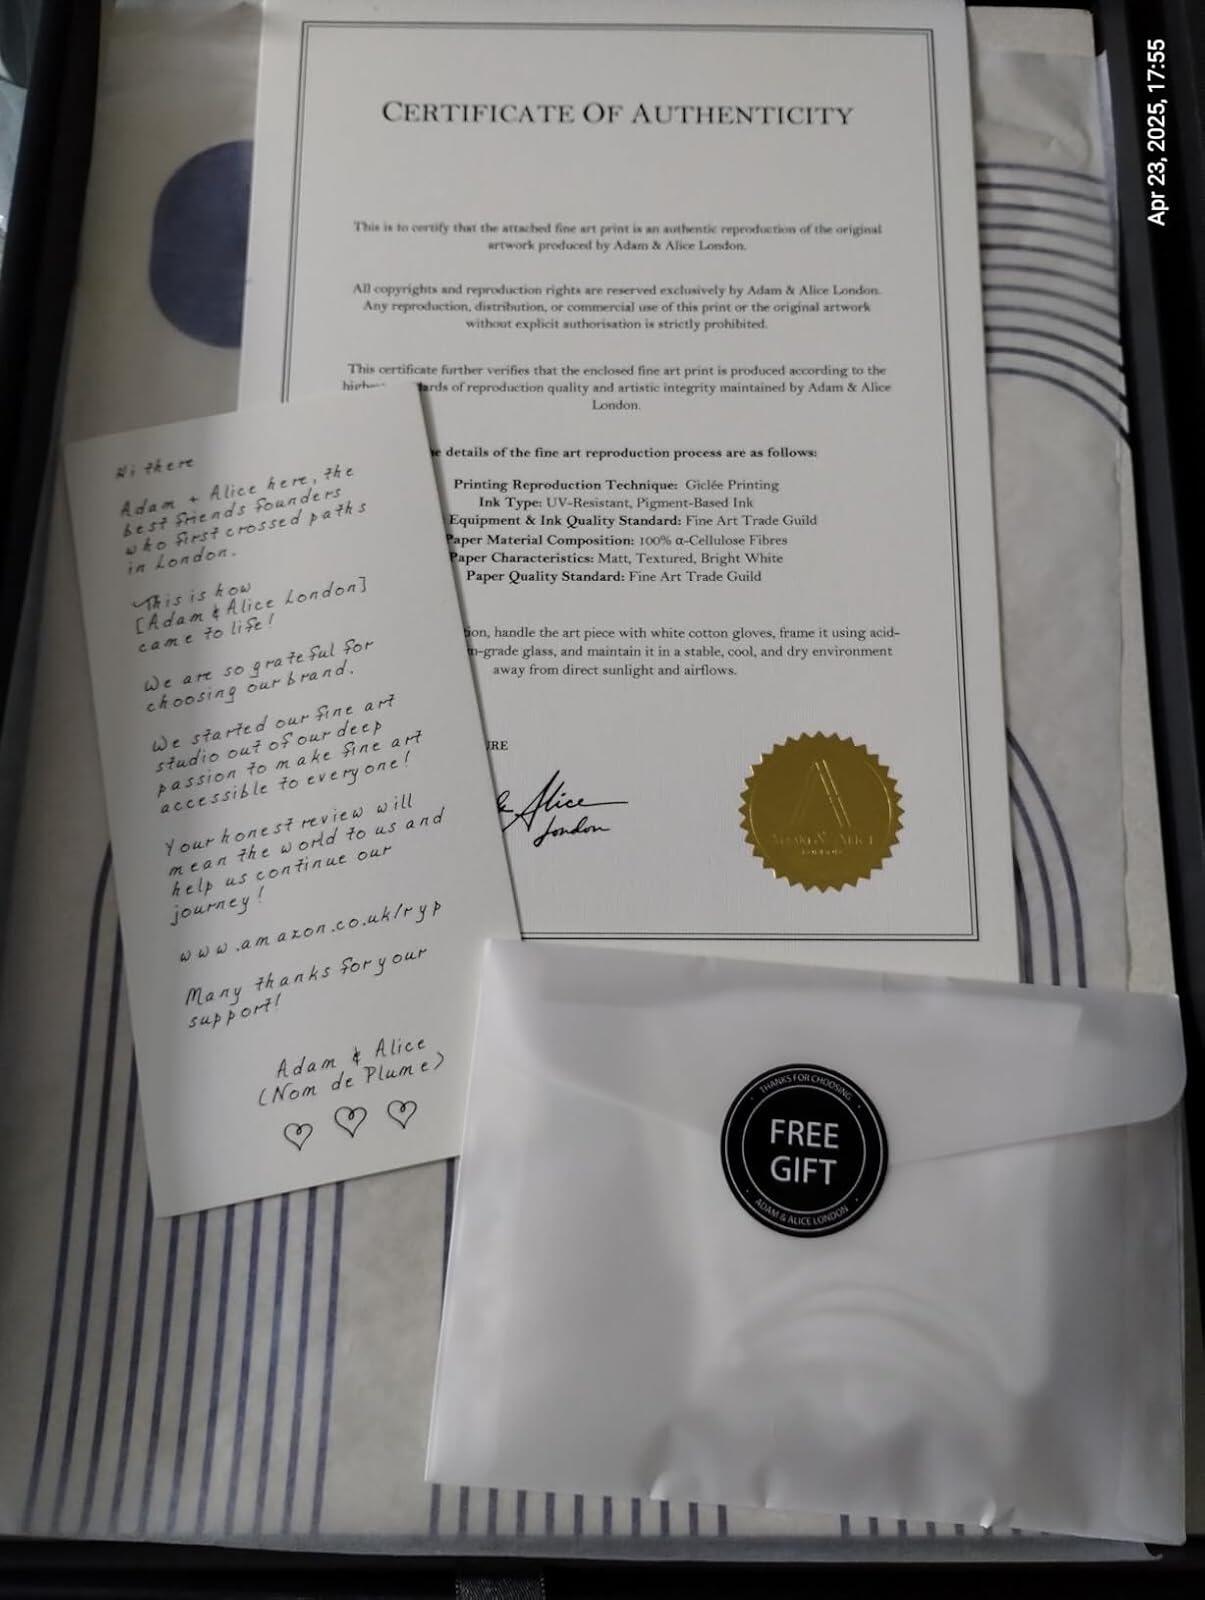 Apr 23, 2025, 17:55
CERTIFICATE OF AUTHENTICITY
This is to certify that the attached fine art print is an authentic reproduction of the original
artwork produced by Adam & Alice London.
All copyrights and reproduction rights are reserved exclusively by Adam & Alice London.
Any reproduction, distribution, or commercial use of this print or the original artwork
without explicit authorisation is strictly prohibited.
This certificate further verifies that the enclosed fine art print is produced according to the
of reproduction quality and artistic integrity maintained by Adam & Alice
London.
details of the fine art reproduction process are as follows:
Printing Reproduction Technique: Giclée Printing
Ink Type: UV-Resistant, Pigment-Based Ink
Equipment & Ink Quality Standard: Fine Art Trade Guild
Paper Material Composition: 100% α-Cellulose Fibres
Paper Characteristics: Matt, Textured, Bright White
Paper Quality Standard: Fine Art Trade Guild
handle the art piece with white cotton gloves, frame it using acid-
glass, and maintain it in a stable, cool, and dry environment
away from direct sunlight and airflows.
& Alice
London
ADAM & ALICE
LONDON
Hi there
Adam + Alice here, the
best friends founders
who first crossed paths
in London.
This is how
[Adam & Alice London]
came to life!
We are so grateful for
choosing our brand.
We started our fine art
studio out of our deep
passion to make fine art
accessible to everyone!
Your honest review will
mean the world to us and
help us continue our
journey!
www.amazon.co.uk/ryp
Many thanks for your
support!
Adam & Alice
(Nom de Plume)
THANKS FOR CHOOSING
FREE
GIFT
ADAM & ALICE LONDON